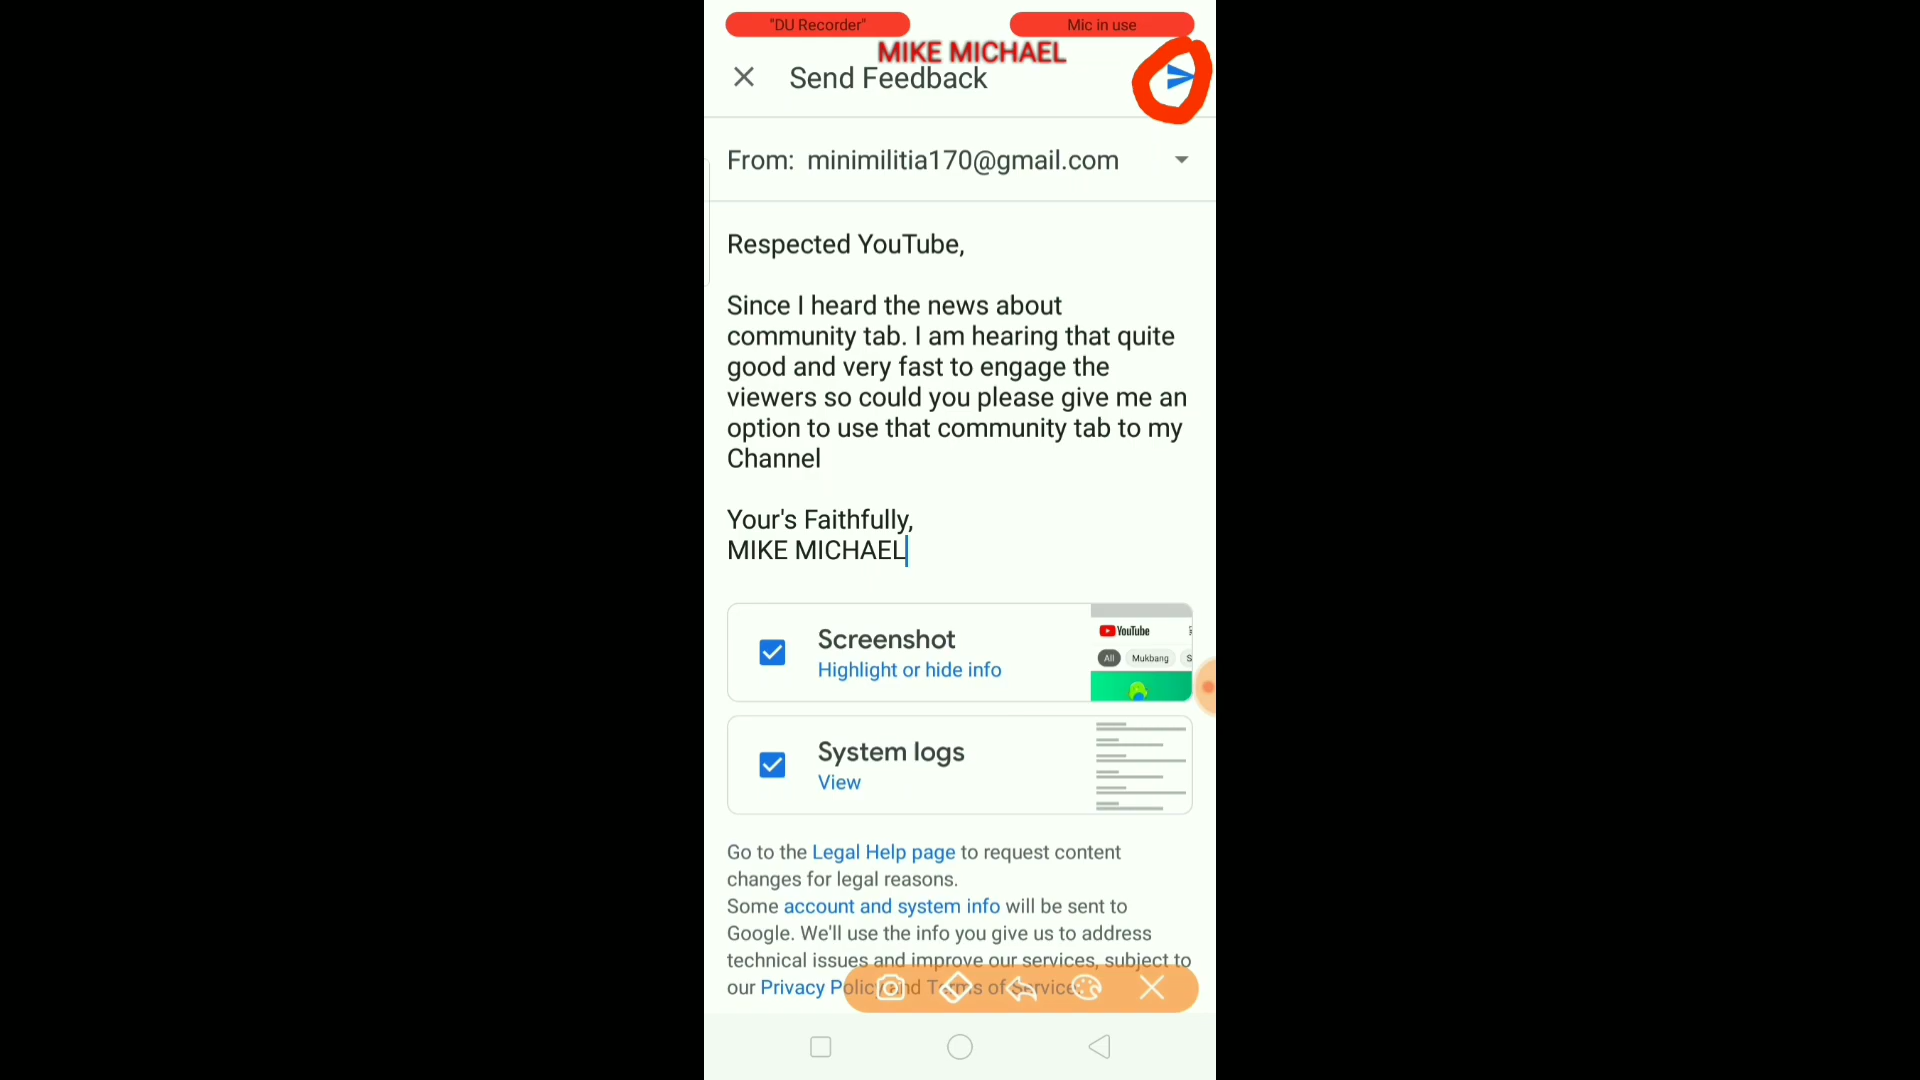 "DU Recorder"
Mic in use
MIKE MICHAEL
Send Feedback
From: minimilitia170@gmail.com
Respected YouTube,
Since I heard the news about
community tab. I am hearing that quite
good and very fast to engage the
viewers so could you please give me an
option to use that community tab to my
Channel
Your's Faithfully,
MIKE MICHAEL
Screenshot
Highlight or hide info
YouTube
All
Mukbang
S
System logs
View
Go to the Legal Help page to request content
changes for legal reasons.
Some account and system info will be sent to
Google. We'll use the info you give us to address
technical issues and improve our services, subject to
our Privacy Policy and Terms of Service.